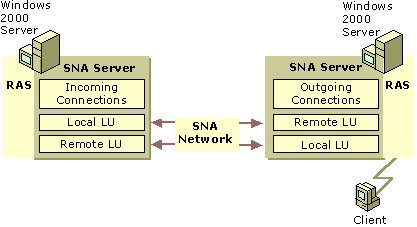 Windows
2000
Server
RAS
SNA Server
Incoming
Connections
Local LU
Remote LU
SNA
Network
Windows
2000
Server
SNA Server
RAS
Outgoing
Connections
Remote LU
Local LU
Client